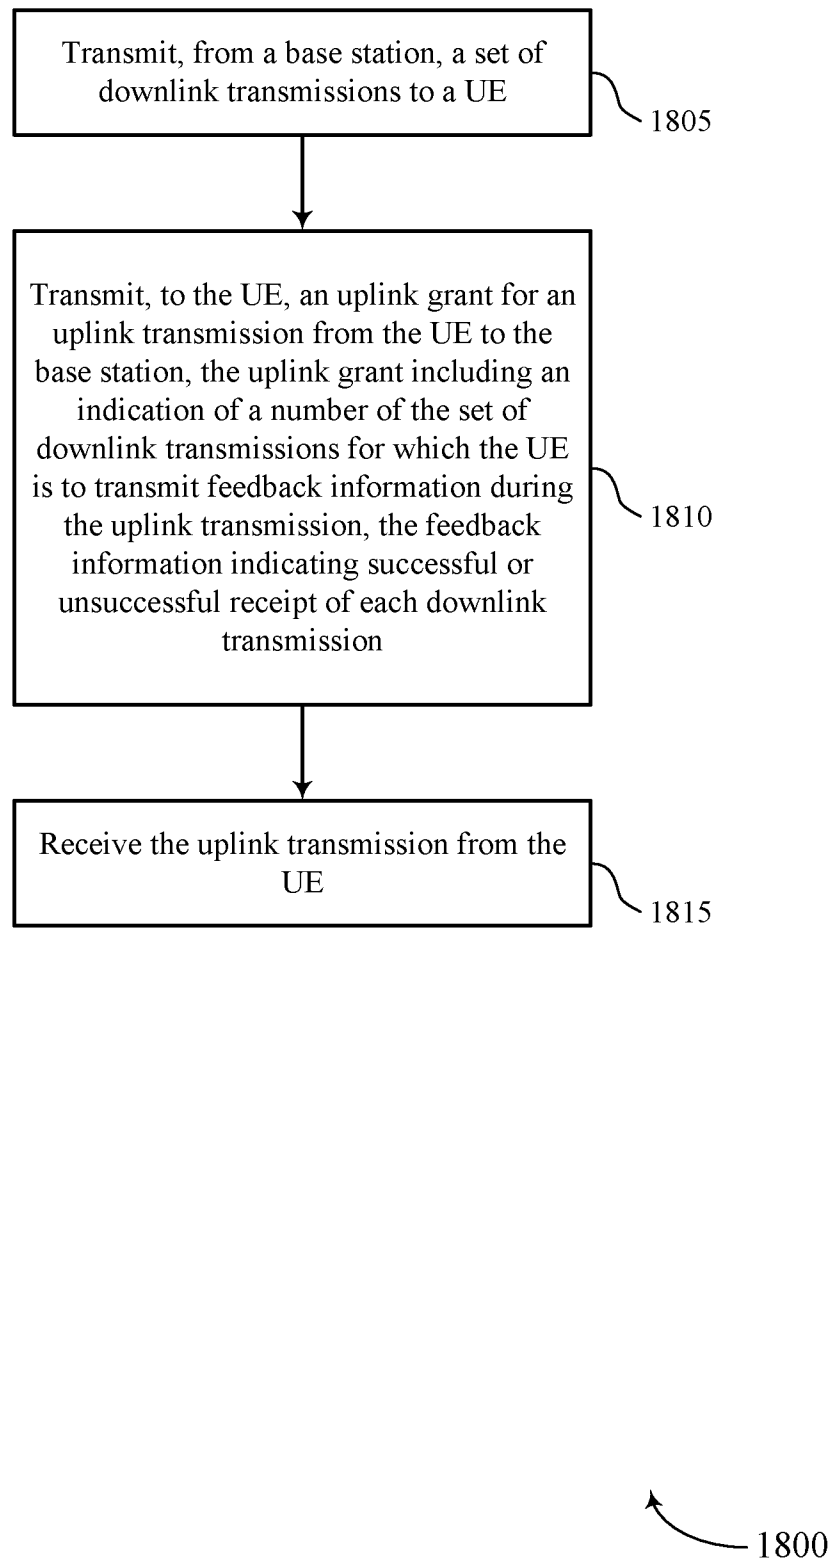 Transmit, from a base station, a set of
downlink transmissions to a UE
1805
Transmit, to the UE, an uplink grant for an
uplink transmission from the UE to the
base station, the uplink grant including an
indication of a number of the set of
downlink transmissions for which the UE
is to transmit feedback information during
the uplink transmission, the feedback
information indicating successful or
unsuccessful receipt of each downlink
transmission
1810
Receive the uplink transmission from the
UE
1815
1800